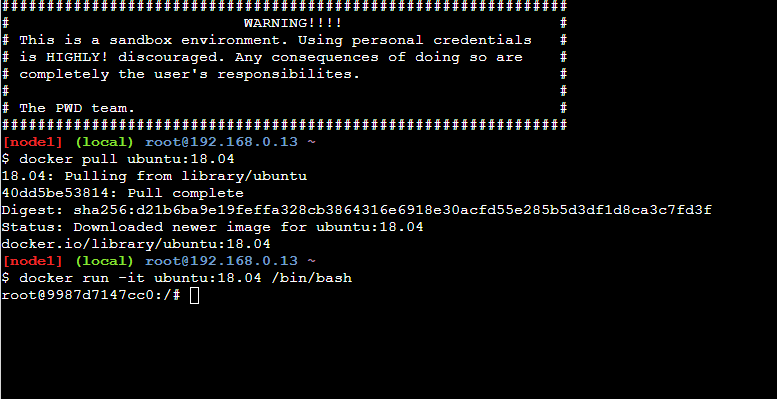 ###############################################################
# WARNING!!!! #
# This is a sandbox environment. Using personal credentials #
# is HIGHLY! discouraged. Any consequences of doing so are #
# completely the user's responsibilites. #
# #
# The PWD team. #
###############################################################
[node1] (local) root@192.168.0.13 ~
$ docker pull ubuntu:18.04
18.04: Pulling from library/ubuntu
40dd5be53814: Pull complete
Digest: sha256:d21b6ba9e19feffa328cb3864316e6918e30acfd55e285b5d3df1d8ca3c7fd3f
Status: Downloaded newer image for ubuntu:18.04
docker.io/library/ubuntu:18.04
[node1] (local) root@192.168.0.13 ~
$ docker run -it ubuntu:18.04 /bin/bash
root@9987d7147cc0:/#